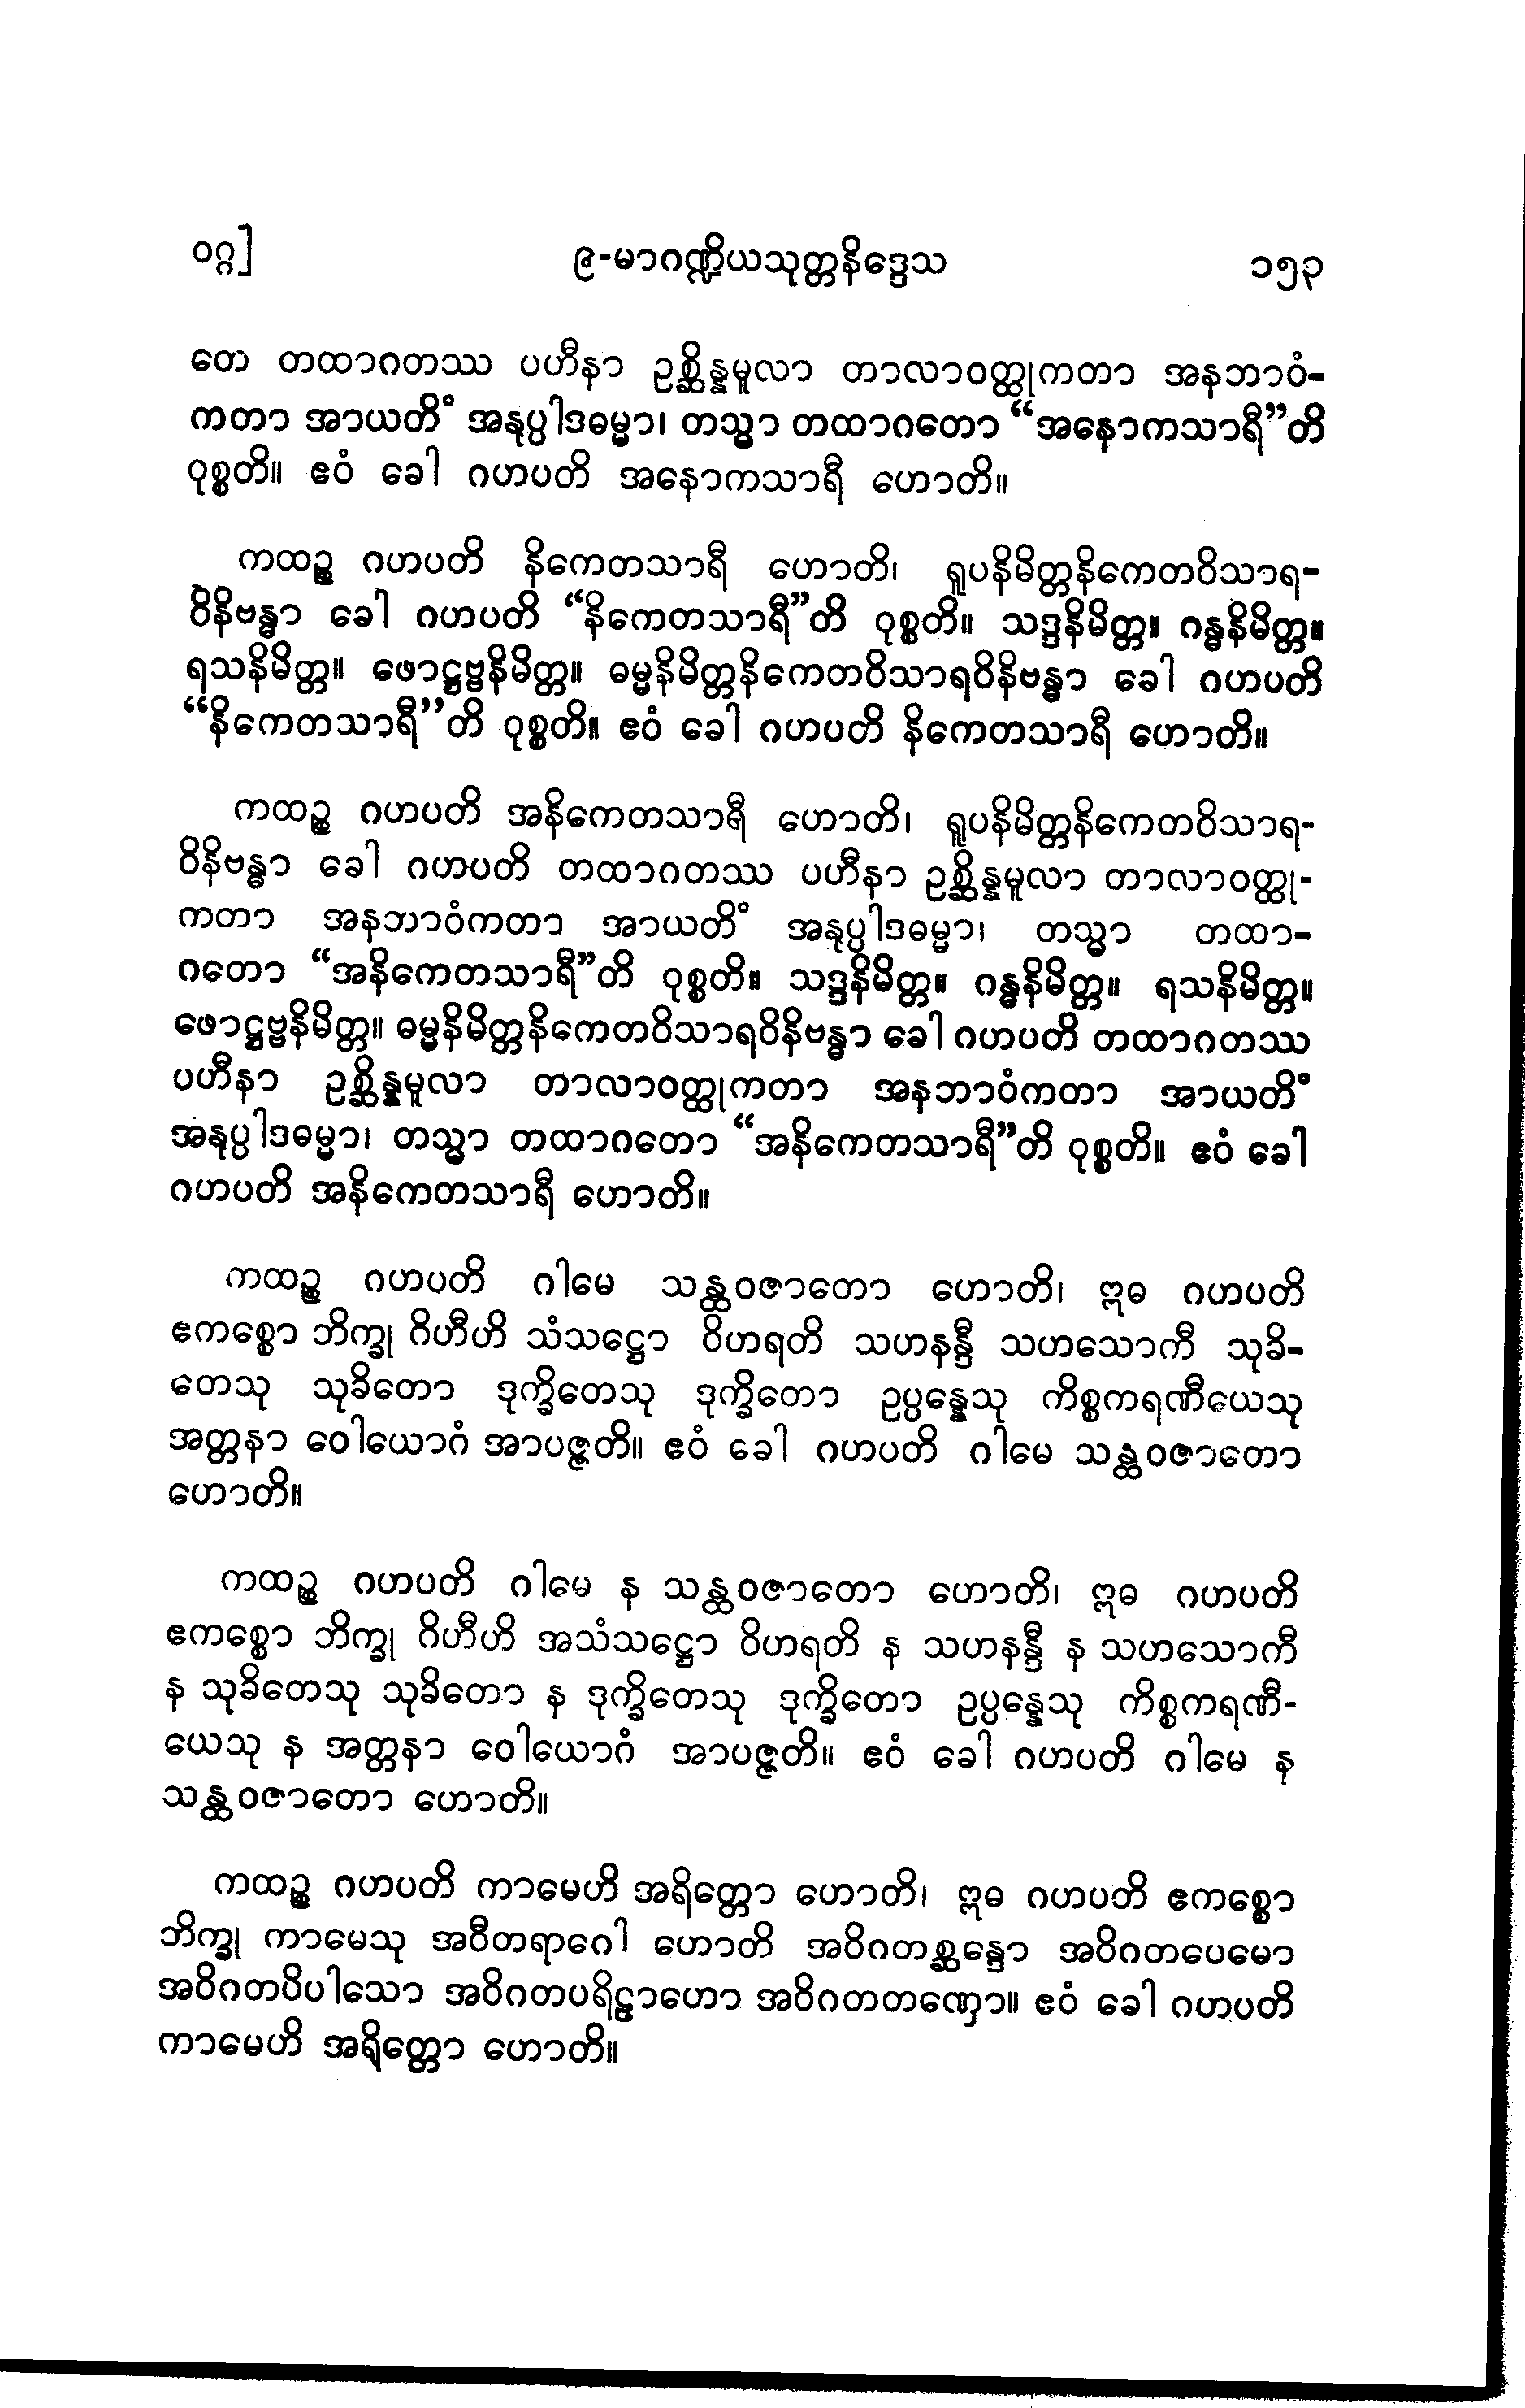 ဝဂ္ဂ] ၉-မာဂဏ္ဍိယသုတ္တနိဒ္ဒေသ ၁၅၃
တေ တထာဂတဿ ပဟီနာ ဥစ္ဆိန္နမူလာ တာလာဝတ္ထုကတာ အနဘာဝံ-
ကတာ အာယတိံ အနုပ္ပါဒဓမ္မာ၊ တသ္မာ တထာဂတော “အနောကသာရီ”တိ
ဝုစ္စတိ။ ဧဝံ ခေါ ဂဟပတိ အနောကသာရီ ဟောတိ။
ကထဉ္စ ဂဟပတိ နိကေတသာရီ ဟောတိ၊ ရူပနိမိတ္တနိကေတဝိသာရ-
ဝိနိဗန္ဓာ ခေါ ဂဟပတိ “နိကေတသာရီ”တိ ဝုစ္စတိ။ သဒ္ဒနိမိတ္တ။ ဂန္ဓနိမိတ္တ။
ရသနိမိတ္တ။ ဖောဋ္ဌဗ္ဗနိမိတ္တ။ ဓမ္မနိမိတ္တနိကေတဝိသာရဝိနိဗန္ဓာ ခေါ ဂဟပတိ
“နိကေတသာရီ”တိ ဝုစ္စတိ။ ဧဝံ ခေါ ဂဟပတိ နိကေတသာရီ ဟောတိ။
ကထဉ္စ ဂဟပတိ အနိကေတသာရီ ဟောတိ၊ ရူပနိမိတ္တနိကေတဝိသာရ-
ဝိနိဗန္ဓာ ခေါ ဂဟပတိ တထာဂတဿ ပဟီနာ ဥစ္ဆိန္နမူလာ တာလာဝတ္ထု-
ကတာ အနဘာဝံကတာ အာယတိံ အနုပ္ပါဒဓမ္မာ၊ တသ္မာ တထာ-
ဂတော “အနိကေတသာရီ”တိ ဝုစ္စတိ။ သဒ္ဒနိမိတ္တ။ ဂန္ဓနိမိတ္တ။ ရသနိမိတ္တ။
ဖောဋ္ဌဗ္ဗနိမိတ္တ။ ဓမ္မနိမိတ္တနိကေတဝိသာရဝိနိဗန္ဓာ ခေါ ဂဟပတိ တထာဂတဿ
ပဟီနာ ဥစ္ဆိန္နမူလာ တာလာဝတ္ထုကတာ အနဘာဝံကတာ အာယတိံ
အနုပ္ပါဒဓမ္မာ၊ တသ္မာ တထာဂတော “အနိကေတသာရီ”တိ ဝုစ္စတိ။ ဧဝံ ခေါ
ဂဟပတိ အနိကေတသာရီ ဟောတိ။
ကထဉ္စ ဂဟပတိ ဂါမေ သန္ထဝဇာတော ဟောတိ၊ ဣဓ ဂဟပတိ
ဧကစ္စော ဘိက္ခု ဂိဟီဟိ သံသဋ္ဌော ဝိဟရတိ သဟနန္ဒီ သဟသောကီ သုခိ-
တေသု သုခိတော ဒုက္ခိတေသု ဒုက္ခိတော ဥပ္ပန္နေသု ကိစ္စကရဏီယေသု
အတ္တနာ ဝေါယောဂံ အာပဇ္ဇတိ။ ဧဝံ ခေါ ဂဟပတိ ဂါမေ သန္ထဝဇာတော
ဟောတိ။
ကထဉ္စ ဂဟပတိ ဂါမေ န သန္ထဝဇာတော ဟောတိ၊ ဣဓ ဂဟပတိ
ဧကစ္စော ဘိက္ခု ဂိဟီဟိ အသံသဋ္ဌော ဝိဟရတိ န သဟနန္ဒီ န သဟသောကီ
န သုခိတေသု သုခိတော န ဒုက္ခိတေသု ဒုက္ခိတော ဥပ္ပန္နေသု ကိစ္စကရဏီ-
ယေသု န အတ္တနာ ဝေါယောဂံ အာပဇ္ဇတိ။ ဧဝံ ခေါ ဂဟပတိ ဂါမေ န
သန္ထဝဇာတော ဟောတိ။
ကထဉ္စ ဂဟပတိ ကာမေဟိ အရိတ္တော ဟောတိ၊ ဣဓ ဂဟပတိ ဧကစ္စော
ဘိက္ခု ကာမေသု အဝီတရာဂေါ ဟောတိ အဝိဂတစ္ဆန္ဒော အဝိဂတပေမော
အဝိဂတပိပါသော အဝိဂတပရိဠာဟော အဝိဂတတဏှော။ ဧဝံ ခေါ ဂဟပတိ
ကာမေဟိ အရိတ္တော ဟောတိ။